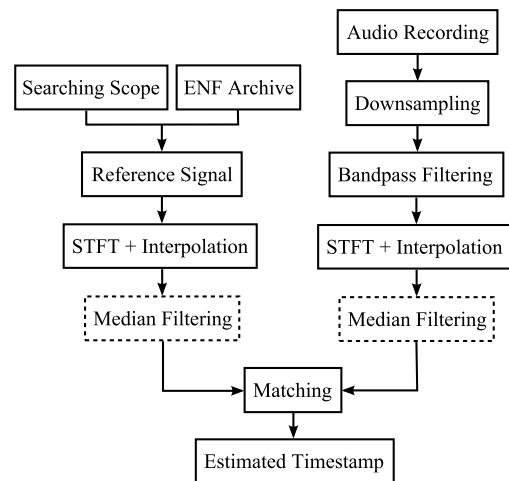 Audio Recording
Searching Scope
ENF Archive
Downsampling
Reference Signal
Bandpass Filtering
STFT + Interpolation
STFT + Interpolation
Median Filtering
Median Filtering
Matching
Estimated Timestamp